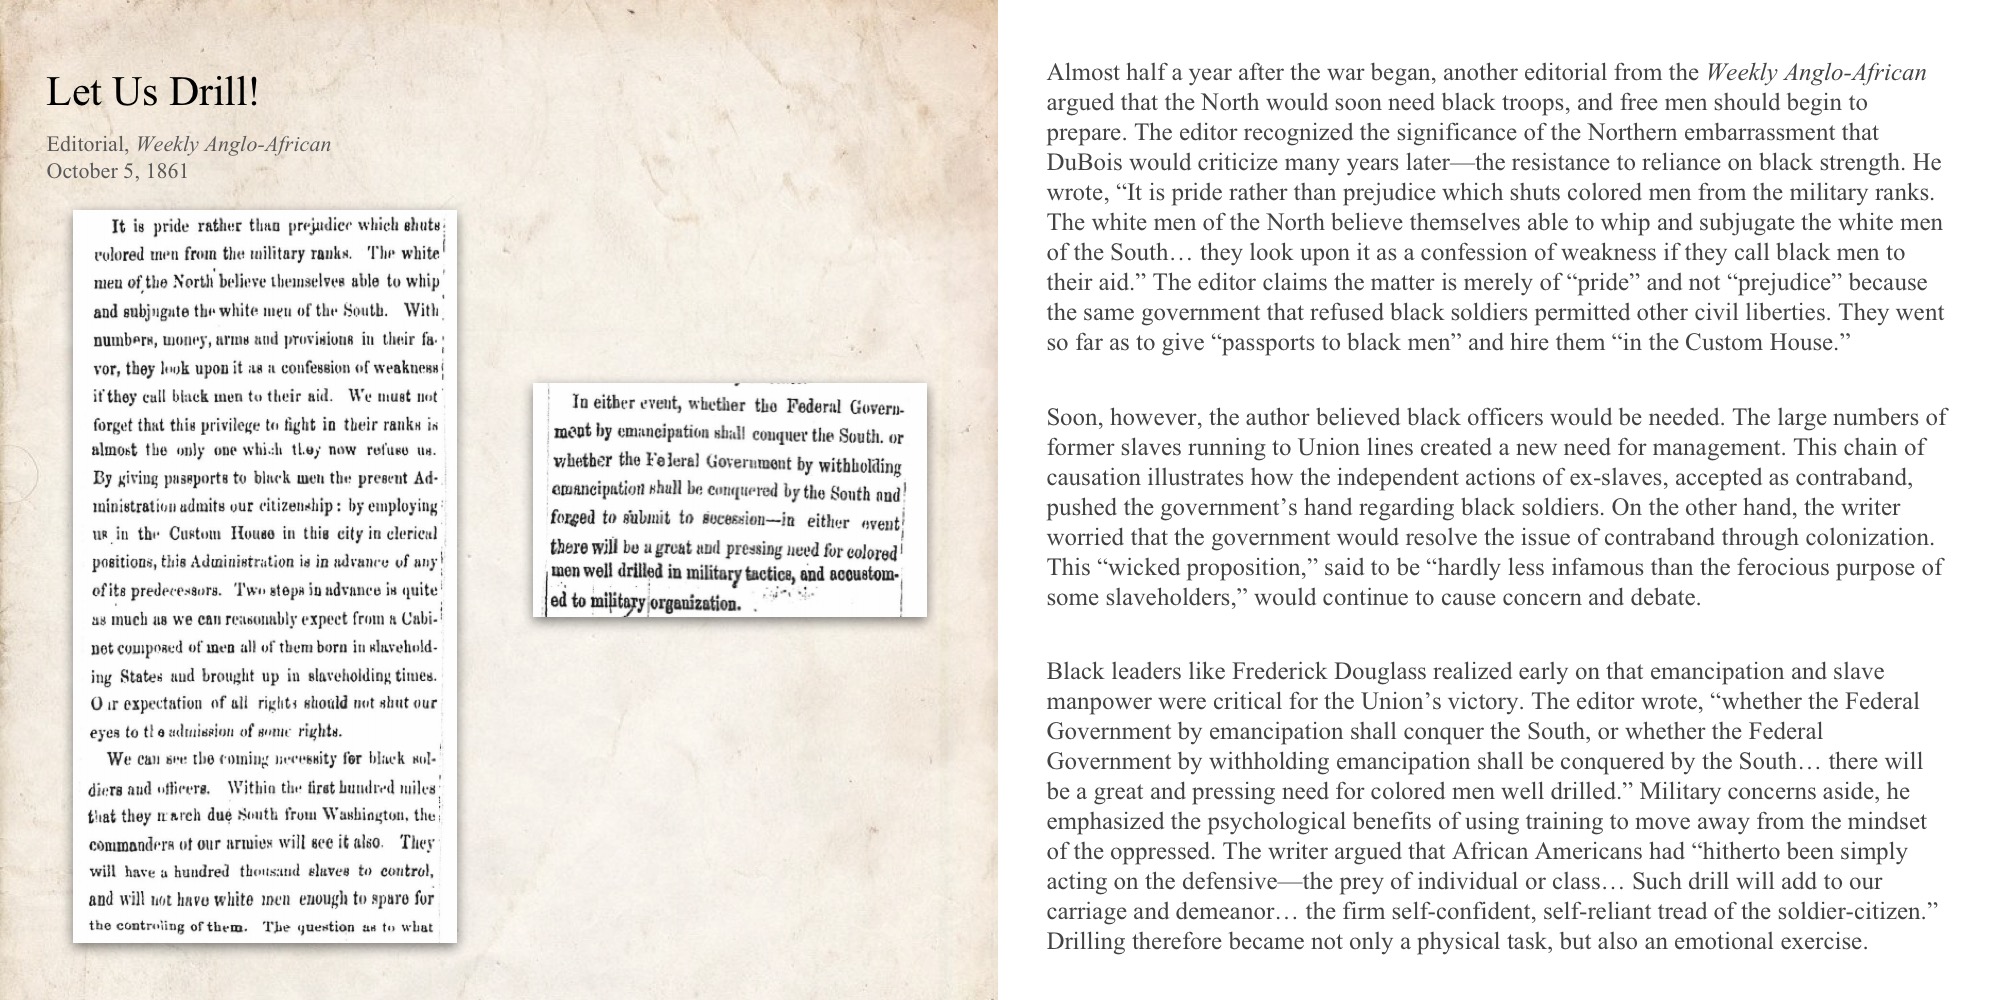 Let Us Drill!
Editorial, Weekly Anglo-African
October 5, 1861
It is pride rather than prejudice which shuts
colored men from the military ranks. The white
men of the North believe themselves able to whip
and subjugate the white men of the South. With
numbers, money, arms and provisions in their fa-
vor, they look upon it as a confession of weakness
if they call black men to their aid. We must not
forget that this privilege to fight in their ranks is
almost the only one which they now refuse us.
By giving passports to black men the present Ad-
ministration admits our citizenship: by employing
us in the Custom House in this city in clerical
positions, this Administration is in advance of any
of its predecessors. Two steps in advance is quite
as much as we can reasonably expect from a Cabi-
net composed of men all of them born in slavehold-
ing States and brought up in slaveholding times.
O ir expectation of all rights should not shut our
eyes to the admission of some rights.
We can see the coming necessity for black sol-
diers and officers. Within the first hundred miles
that they march due South from Washington, the
commanders of our armies will see it also. They
will have a hundred thousand slaves to control,
and will not have white men enough to spare for
the controling of them. The question as to what
In either event, whether the Federal Govern-
ment by emancipation shall conquer the South. or
whether the Federal Government by withholding
emancipation shall be conquered by the South and
forged to submit to secession—in either event
there will be a great and pressing need for colored
men well drilled in military tactics, and accustom-
ed to military organization.
Almost half a year after the war began, another editorial from the Weekly Anglo-African
argued that the North would soon need black troops, and free men should begin to
prepare. The editor recognized the significance of the Northern embarrassment that
DuBois would criticize many years later—the resistance to reliance on black strength. He
wrote, “It is pride rather than prejudice which shuts colored men from the military ranks.
The white men of the North believe themselves able to whip and subjugate the white men
of the South… they look upon it as a confession of weakness if they call black men to
their aid.” The editor claims the matter is merely of “pride” and not “prejudice” because
the same government that refused black soldiers permitted other civil liberties. They went
so far as to give “passports to black men” and hire them “in the Custom House.”
Soon, however, the author believed black officers would be needed. The large numbers of
former slaves running to Union lines created a new need for management. This chain of
causation illustrates how the independent actions of ex-slaves, accepted as contraband,
pushed the government’s hand regarding black soldiers. On the other hand, the writer
worried that the government would resolve the issue of contraband through colonization.
This “wicked proposition,” said to be “hardly less infamous than the ferocious purpose of
some slaveholders,” would continue to cause concern and debate.
Black leaders like Frederick Douglass realized early on that emancipation and slave
manpower were critical for the Union’s victory. The editor wrote, “whether the Federal
Government by emancipation shall conquer the South, or whether the Federal
Government by withholding emancipation shall be conquered by the South… there will
be a great and pressing need for colored men well drilled.” Military concerns aside, he
emphasized the psychological benefits of using training to move away from the mindset
of the oppressed. The writer argued that African Americans had “hitherto been simply
acting on the defensive—the prey of individual or class… Such drill will add to our
carriage and demeanor… the firm self-confident, self-reliant tread of the soldier-citizen.”
Drilling therefore became not only a physical task, but also an emotional exercise.